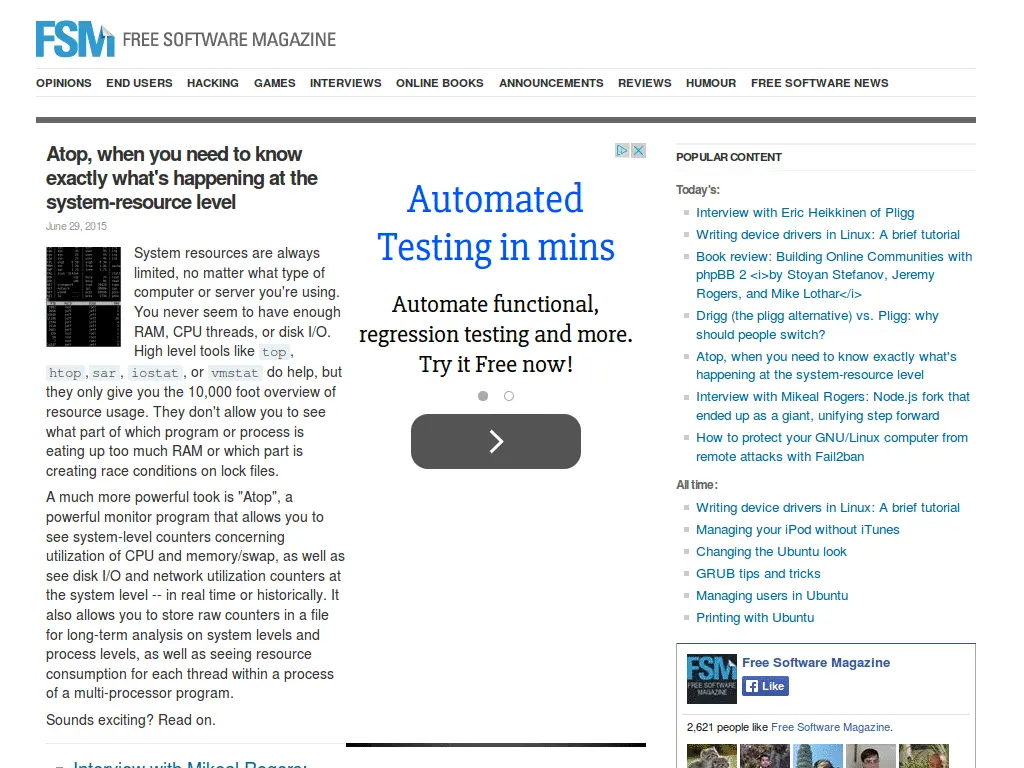 FSM FREE SOFTWARE MAGAZINE
OPINIONS END USERS HACKING GAMES INTERVIEWS ONLINE BOOKS ANNOUNCEMENTS REVIEWS HUMOUR FREE SOFTWARE NEWS
Atop, when you need to know
exactly what's happening at the
system-resource level
June 29, 2015
System resources are always
limited, no matter what type of
computer or server you're using.
You never seem to have enough
RAM, CPU threads, or disk I/O.
High level tools like top,
htop, sar, iostat, or vmstat do help, but
they only give you the 10,000 foot overview of
resource usage. They don't allow you to see
what part of which program or process is
eating up too much RAM or which part is
creating race conditions on lock files.
A much more powerful took is "Atop", a
powerful monitor program that allows you to
see system-level counters concerning
utilization of CPU and memory/swap, as well as
see disk I/O and network utilization counters at
the system level -- in real time or historically. It
also allows you to store raw counters in a file
for long-term analysis on system levels and
process levels, as well as seeing resource
consumption for each thread within a process
of a multi-processor program.
Sounds exciting? Read on.
Interview with Mikeal Rogers:
Automated
Testing in mins
Automate functional,
regression testing and more.
Try it Free now!
POPULAR CONTENT
Today's:
Interview with Eric Heikkinen of Pligg
Writing device drivers in Linux: A brief tutorial
Book review: Building Online Communities with
phpBB 2 <i>by Stoyan Stefanov, Jeremy
Rogers, and Mike Lothar</i>
Drigg (the pligg alternative) vs. Pligg: why
should people switch?
Atop, when you need to know exactly what's
happening at the system-resource level
Interview with Mikeal Rogers: Node.js fork that
ended up as a giant, unifying step forward
How to protect your GNU/Linux computer from
remote attacks with Fail2ban
All time:
Writing device drivers in Linux: A brief tutorial
Managing your iPod without iTunes
Changing the Ubuntu look
GRUB tips and tricks
Managing users in Ubuntu
Printing with Ubuntu
FSM
FREE SOFTWARE
MAGAZINE
Free Software Magazine
Like
2,621 people like Free Software Magazine.